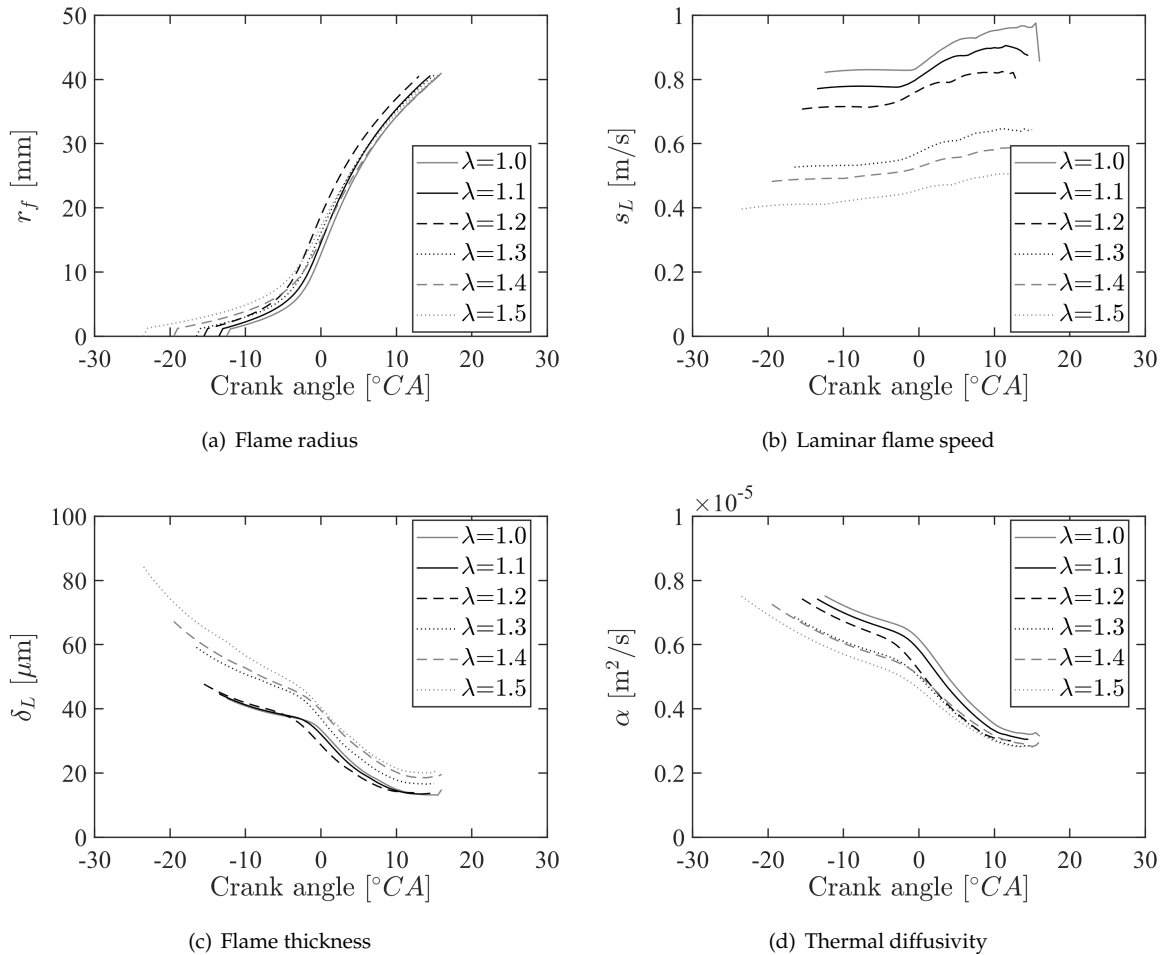 50
40
30
20
10
0
r_f [mm]
-30 -20 -10 0 10 20 30
Crank angle [°CA]
λ=1.0
λ=1.1
λ=1.2
λ=1.3
λ=1.4
λ=1.5
(a) Flame radius
1
0.8
0.6
0.4
0.2
0
s_L [m/s]
-30 -20 -10 0 10 20 30
Crank angle [°CA]
λ=1.0
λ=1.1
λ=1.2
λ=1.3
λ=1.4
λ=1.5
(b) Laminar flame speed
100
80
60
40
20
0
δ_L [μm]
-30 -20 -10 0 10 20 30
Crank angle [°CA]
λ=1.0
λ=1.1
λ=1.2
λ=1.3
λ=1.4
λ=1.5
(c) Flame thickness
×10⁻⁵
1
0.8
0.6
0.4
0.2
0
α [m²/s]
-30 -20 -10 0 10 20 30
Crank angle [°CA]
λ=1.0
λ=1.1
λ=1.2
λ=1.3
λ=1.4
λ=1.5
(d) Thermal diffusivity